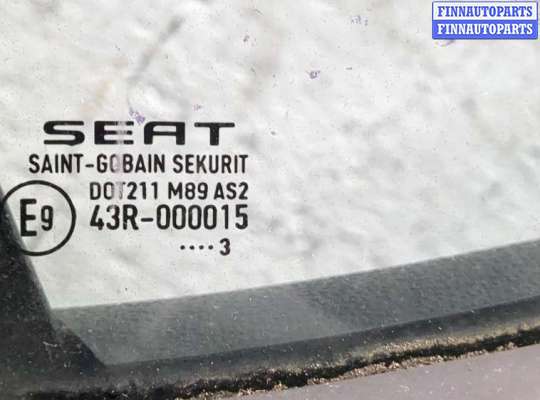 FINNAUTOPARTS
FINNAUTOPARTS
SEAT
SAINT-GOBAIN SEKURIT
DOT211 M89 AS2
E9 43R-000015
....3